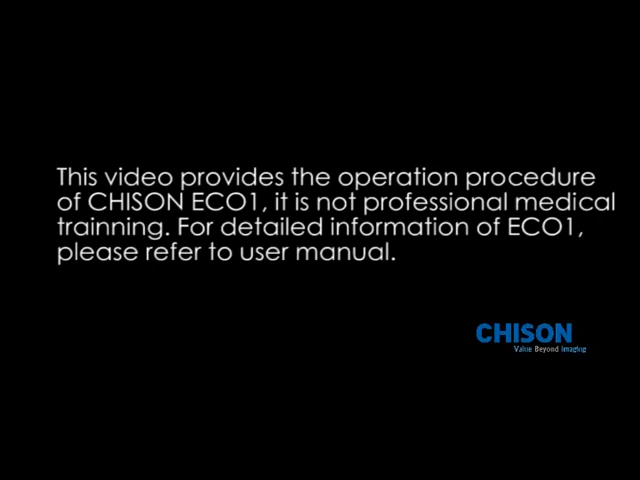 This video provides the operation procedure
of CHISON ECO1, it is not professional medical
trainning. For detailed information of ECO1,
please refer to user manual.
CHISON
Value Beyond Imaging